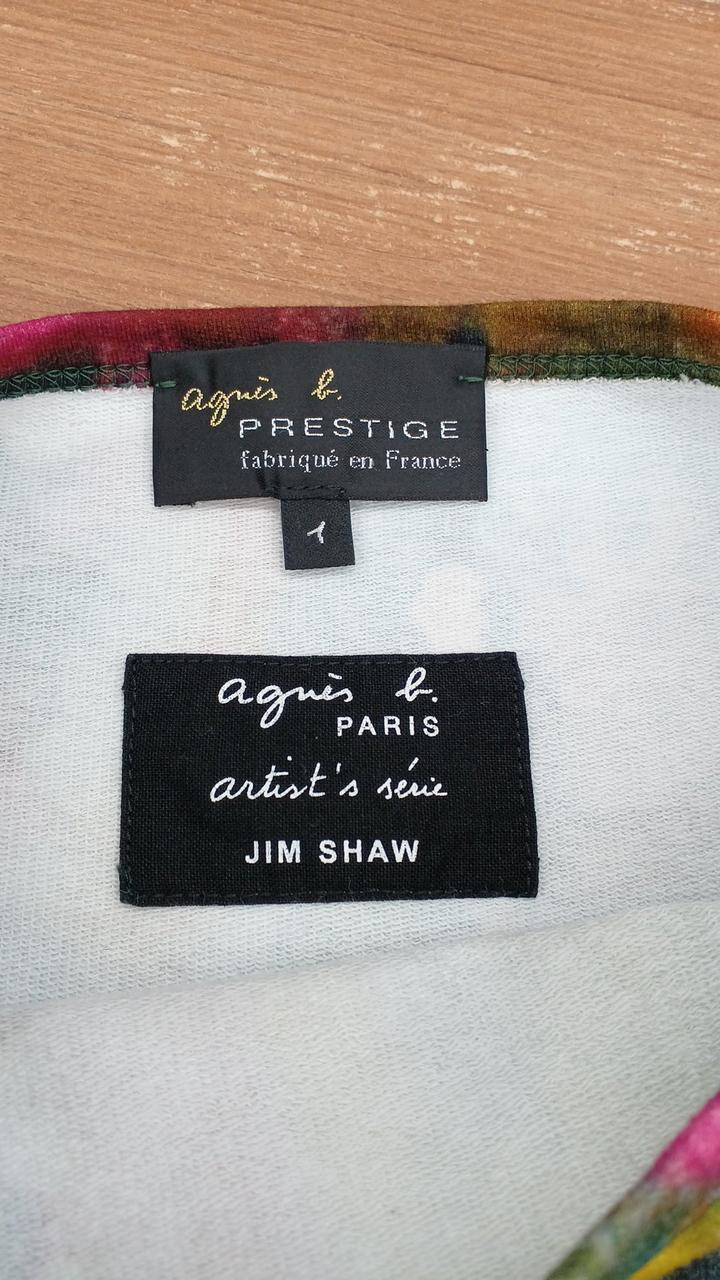 agnès b.
PRESTIGE
fabriqué en France
1
agnès b.
PARIS
artist's série
JIM SHAW